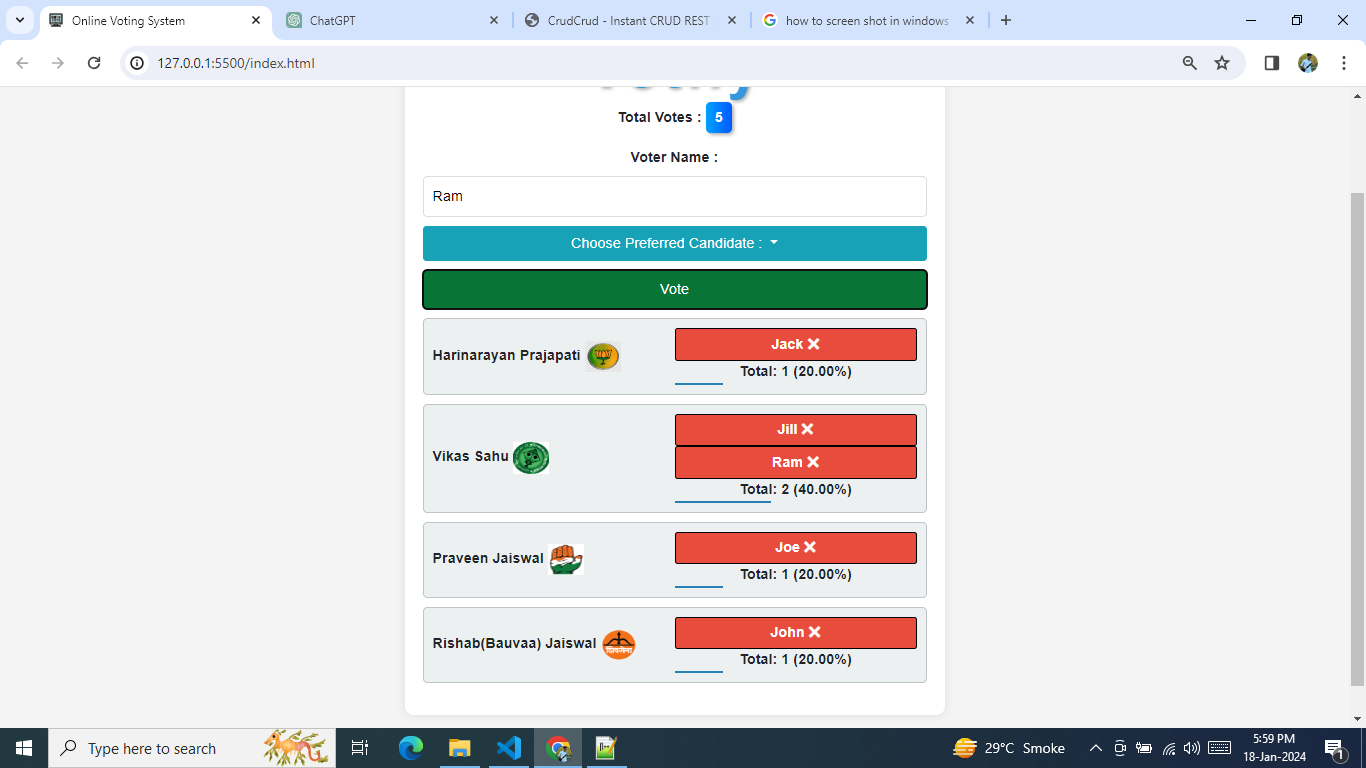 Online Voting System
ChatGPT
CrudCrud - Instant CRUD REST
how to screen shot in windows
127.0.0.1:5500/index.html
Total Votes : 5
Voter Name :
Ram
Choose Preferred Candidate :
Vote
Harinarayan Prajapati
Jack
Total: 1 (20.00%)
Vikas Sahu
Jill
Ram
Total: 2 (40.00%)
Praveen Jaiswal
Joe
Total: 1 (20.00%)
Rishab(Bauvaa) Jaiswal
शिवसेना
John
Total: 1 (20.00%)
Type here to search
29°C Smoke
5:59 PM
18-Jan-2024
1